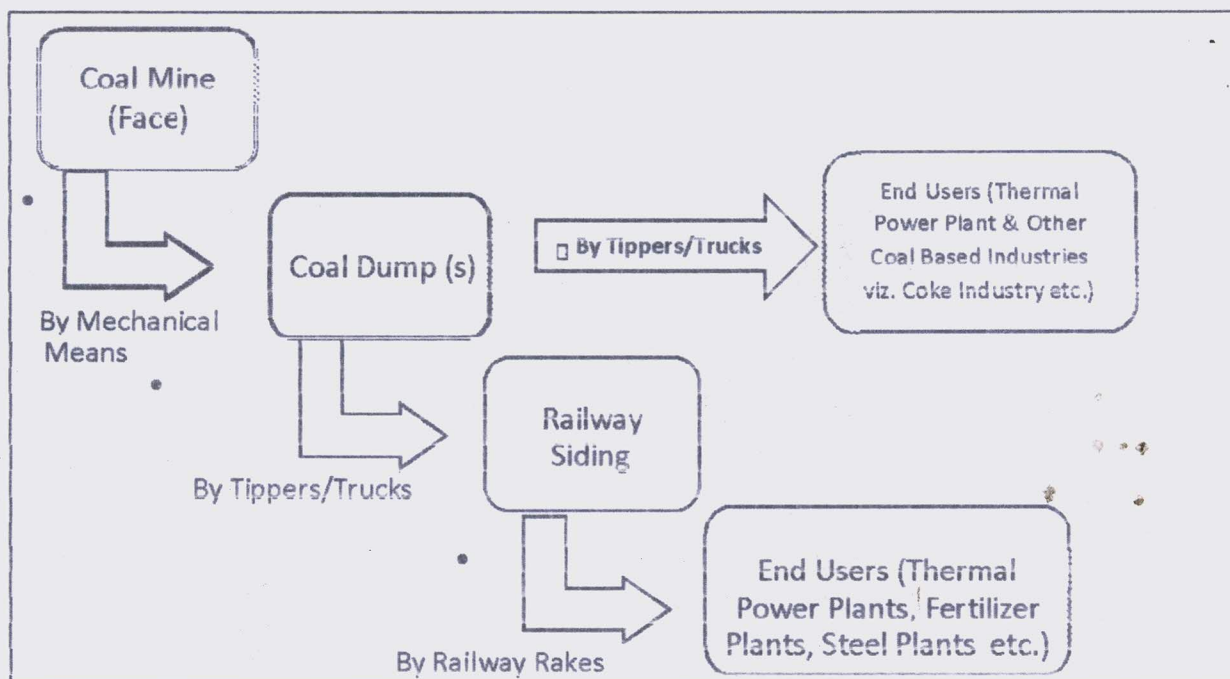 Coal Mine
(Face)
By Mechanical
Means
Coal Dump (s)
By Tippers/Trucks
End Users (Thermal
Power Plant & Other
Coal Based Industries
viz. Coke Industry etc.)
By Tippers/Trucks
Railway
Siding
By Railway Rakes
End Users (Thermal
Power Plants, Fertilizer
Plants, Steel Plants etc.)